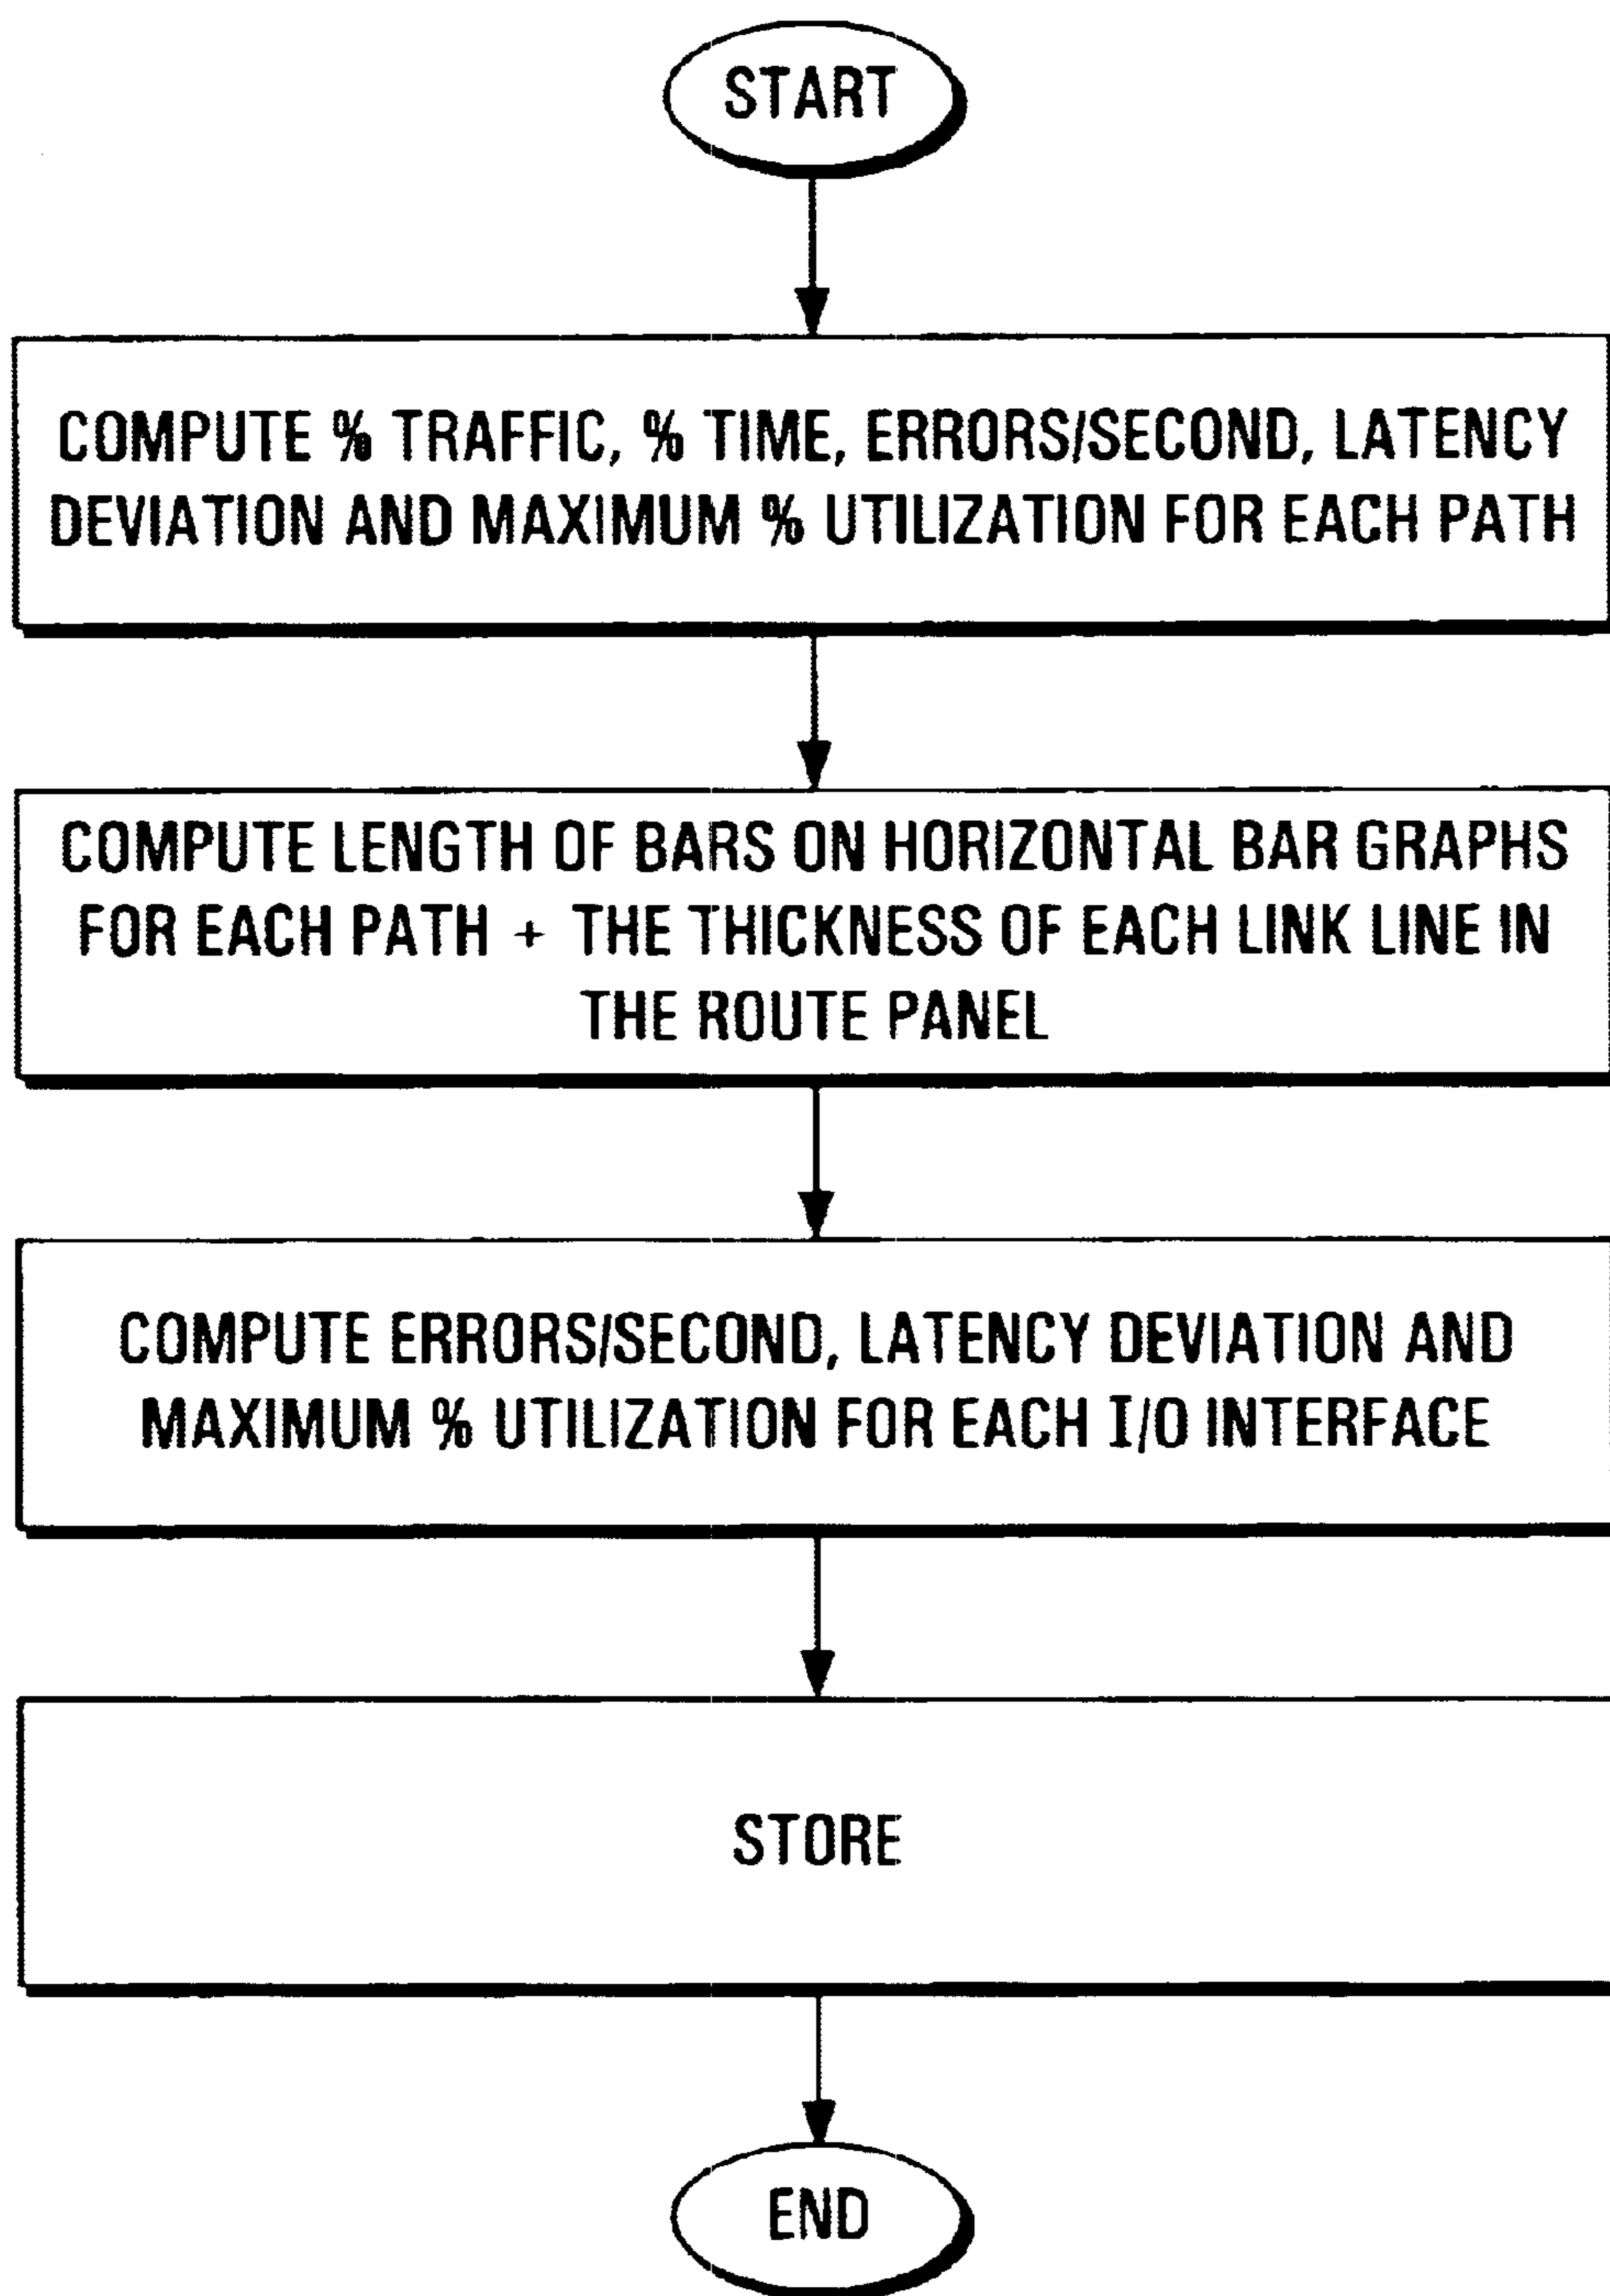 START
COMPUTE % TRAFFIC, % TIME, ERRORS/SECOND, LATENCY
DEVIATION AND MAXIMUM % UTILIZATION FOR EACH PATH
COMPUTE LENGTH OF BARS ON HORIZONTAL BAR GRAPHS
FOR EACH PATH + THE THICKNESS OF EACH LINK LINE IN
THE ROUTE PANEL
COMPUTE ERRORS/SECOND, LATENCY DEVIATION AND
MAXIMUM % UTILIZATION FOR EACH I/O INTERFACE
STORE
END